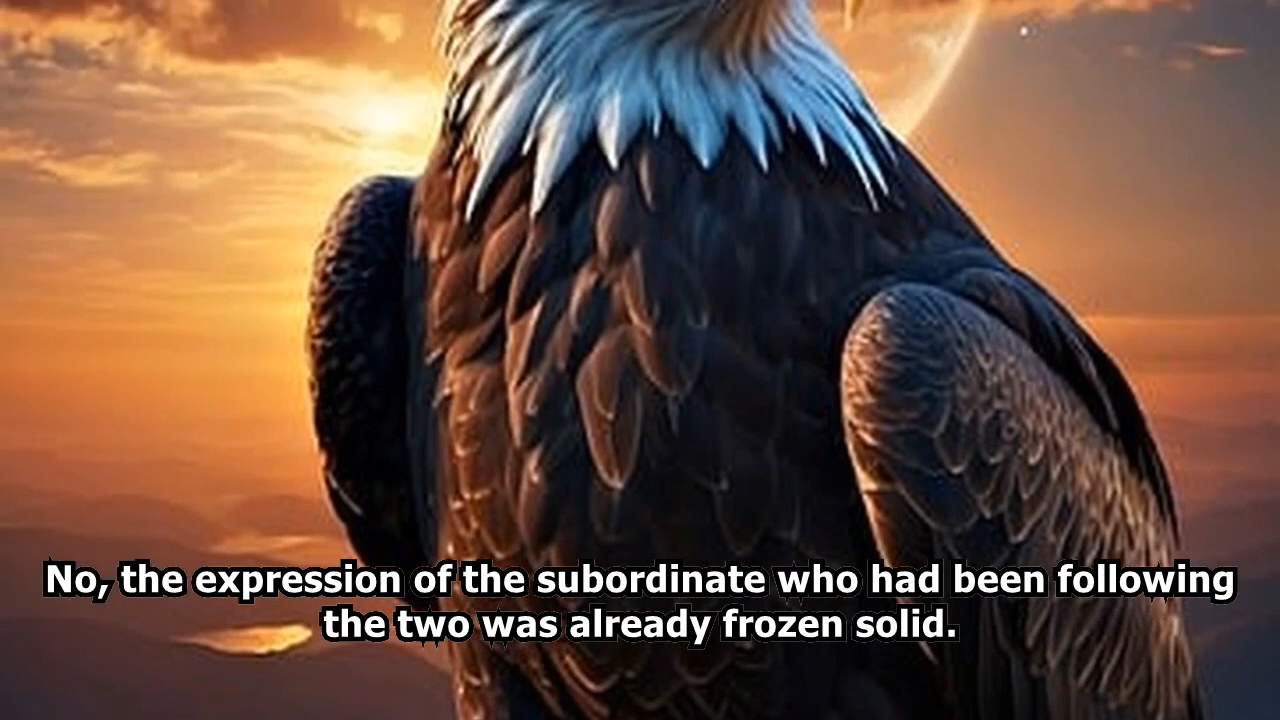 No, the expression of the subordinate who had been following
the two was already frozen solid.